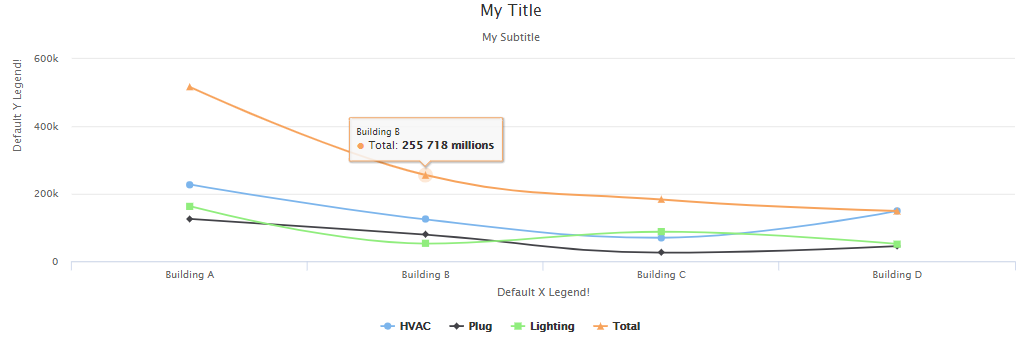 My Title
My Subtitle
Default Y Legend!
600k
400k
200k
0
Building B
Total: 255 718 millions
Building A
Building B
Building C
Building D
Default X Legend!
HVAC
Plug
Lighting
Total